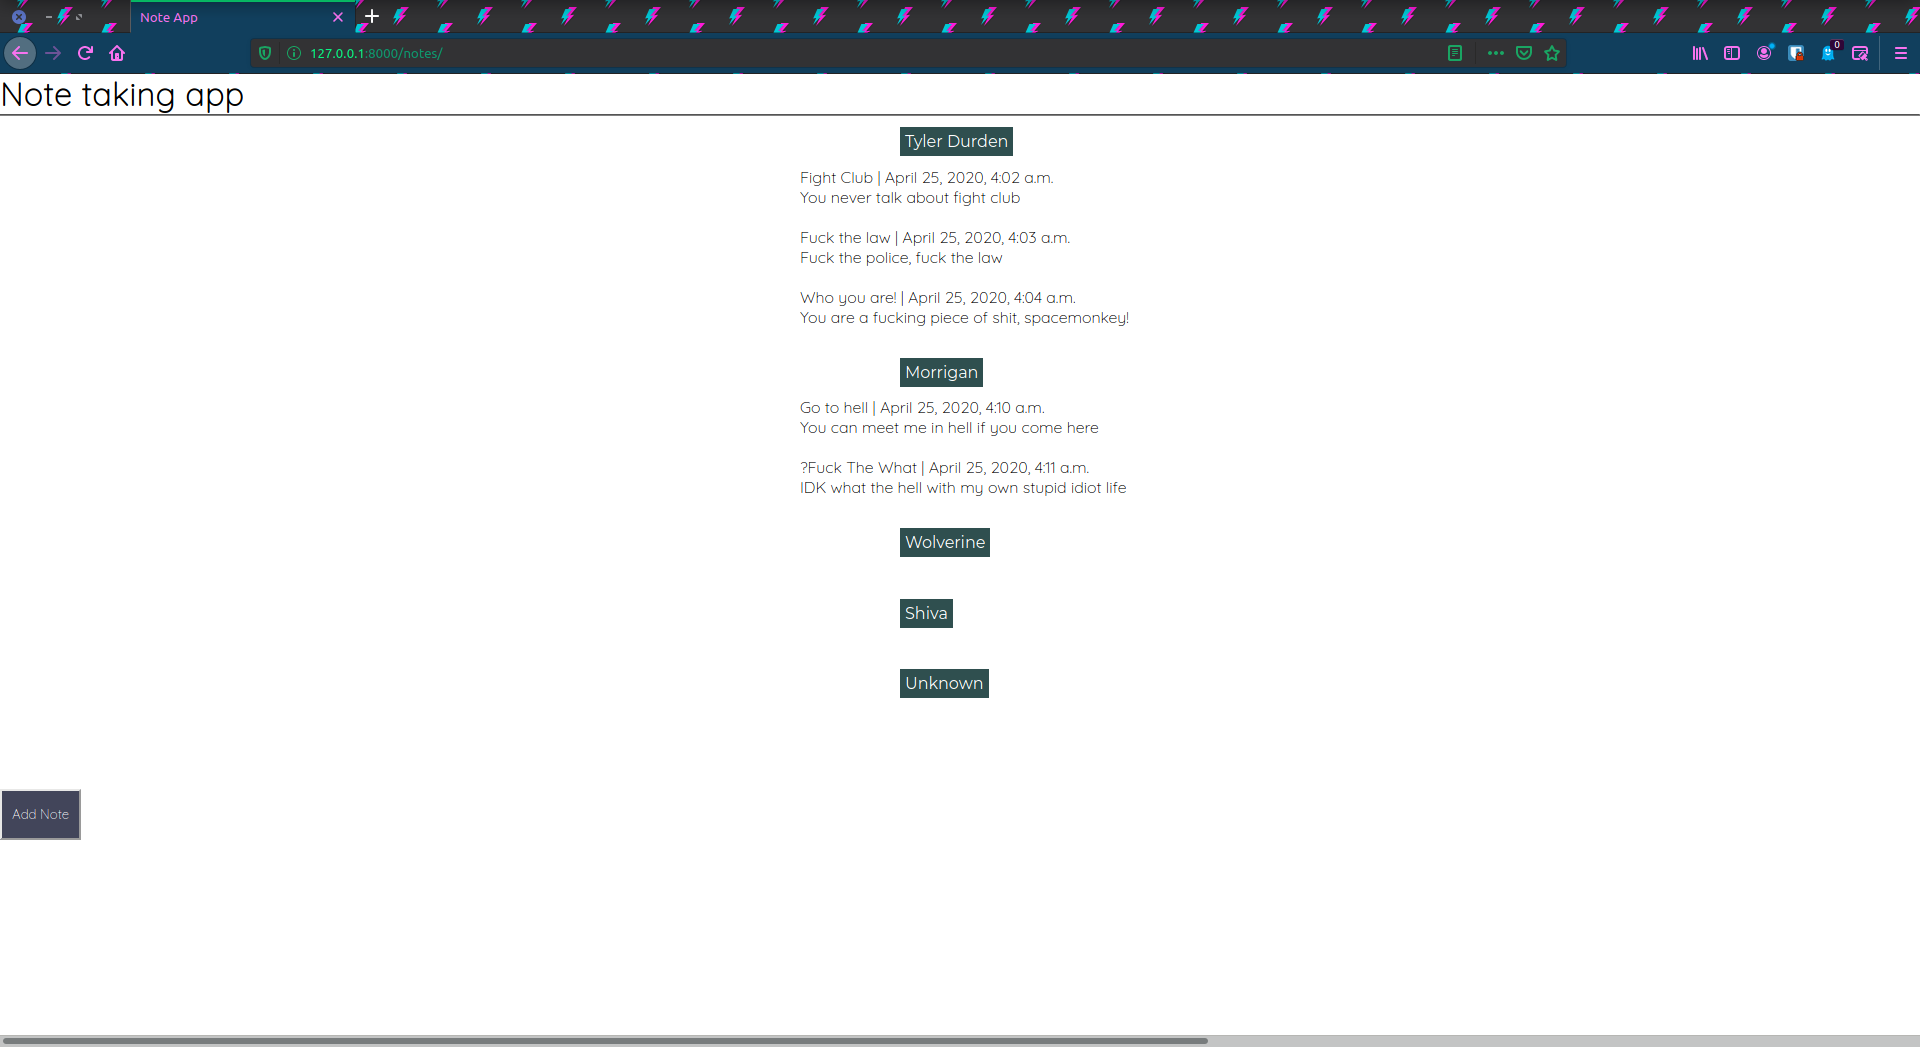 Note App
127.0.0.1:8000/notes/
0
Note taking app
Tyler Durden
Fight Club | April 25, 2020, 4:02 a.m.
You never talk about fight club
Fuck the law | April 25, 2020, 4:03 a.m.
Fuck the police, fuck the law
Who you are! | April 25, 2020, 4:04 a.m.
You are a fucking piece of shit, spacemonkey!
Morrigan
Go to hell | April 25, 2020, 4:10 a.m.
You can meet me in hell if you come here
?Fuck The What | April 25, 2020, 4:11 a.m.
IDK what the hell with my own stupid idiot life
Wolverine
Shiva
Unknown
Add Note